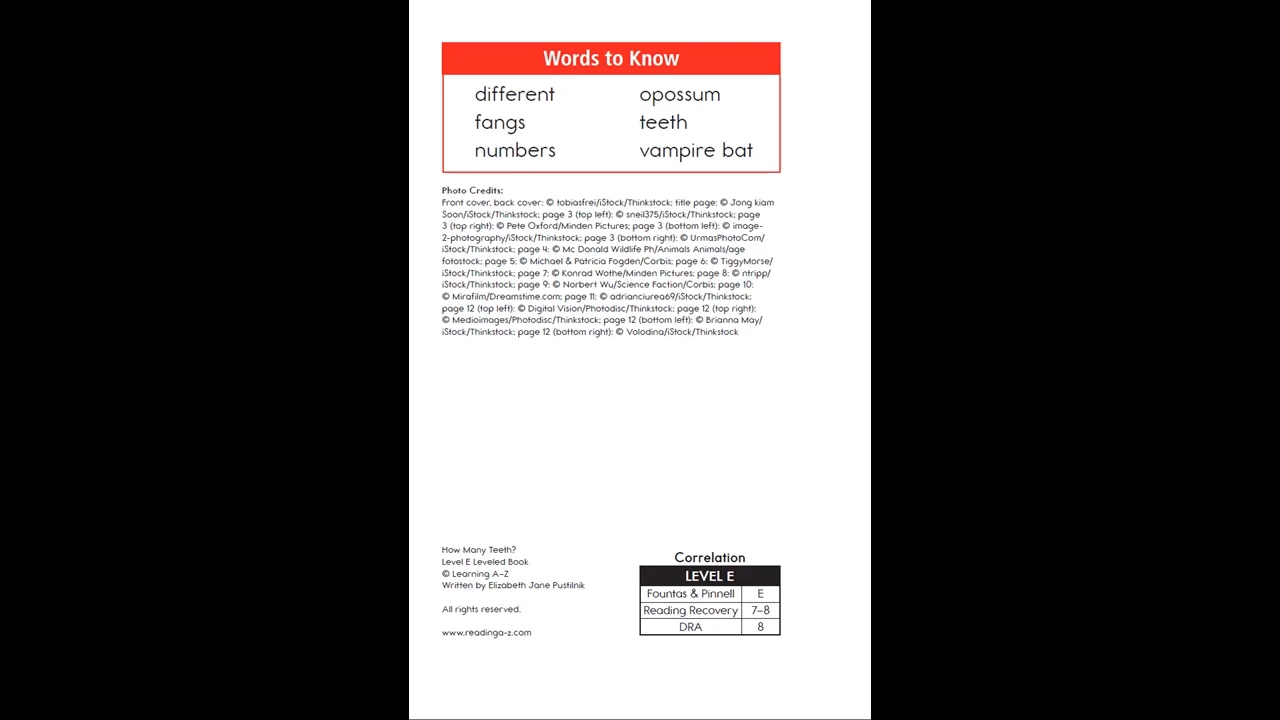 Words to Know
different opossum
fangs teeth
numbers vampire bat
Photo Credits:
Front cover, back cover: © tobiasfrei/iStock/Thinkstock; title page: © Jong kiam
Soon/iStock/Thinkstock; page 3 (top left): © sneil375/iStock/Thinkstock; page
3 (top right): © Pete Oxford/Minden Pictures; page 3 (bottom left): © image-
2-photography/iStock/Thinkstock; page 3 (bottom right): © UrmasPhotoCom/
iStock/Thinkstock; page 4: © Mc Donald Wildlife Ph/Animals Animals/age
fotostock; page 5: © Michael & Patricia Fogden/Corbis; page 6: © TiggyMorse/
iStock/Thinkstock; page 7: © Konrad Wothe/Minden Pictures; page 8: © ntripp/
iStock/Thinkstock; page 9: © Norbert Wu/Science Faction/Corbis; page 10:
© Mirafilm/Dreamstime.com; page 11: © adrianciurea69/iStock/Thinkstock;
page 12 (top left): © Digital Vision/Photodisc/Thinkstock; page 12 (top right):
© Medioimages/Photodisc/Thinkstock; page 12 (bottom left): © Brianna May/
iStock/Thinkstock; page 12 (bottom right): © Volodina/iStock/Thinkstock
How Many Teeth?
Level E Leveled Book
© Learning A–Z
Written by Elizabeth Jane Pustilnik
All rights reserved.
www.readinga-z.com
Correlation
LEVEL E
Fountas & Pinnell E
Reading Recovery 7–8
DRA 8